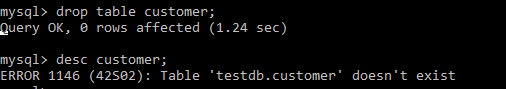 mysql> drop table customer;
Query OK, 0 rows affected (1.24 sec)
mysql> desc customer;
ERROR 1146 (42S02): Table 'testdb.customer' doesn't exist